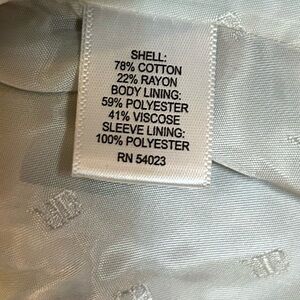 SHELL:
78% COTTON
22% RAYON
BODY LINING:
59% POLYESTER
41% VISCOSE
SLEEVE LINING:
100% POLYESTER
RN 54023